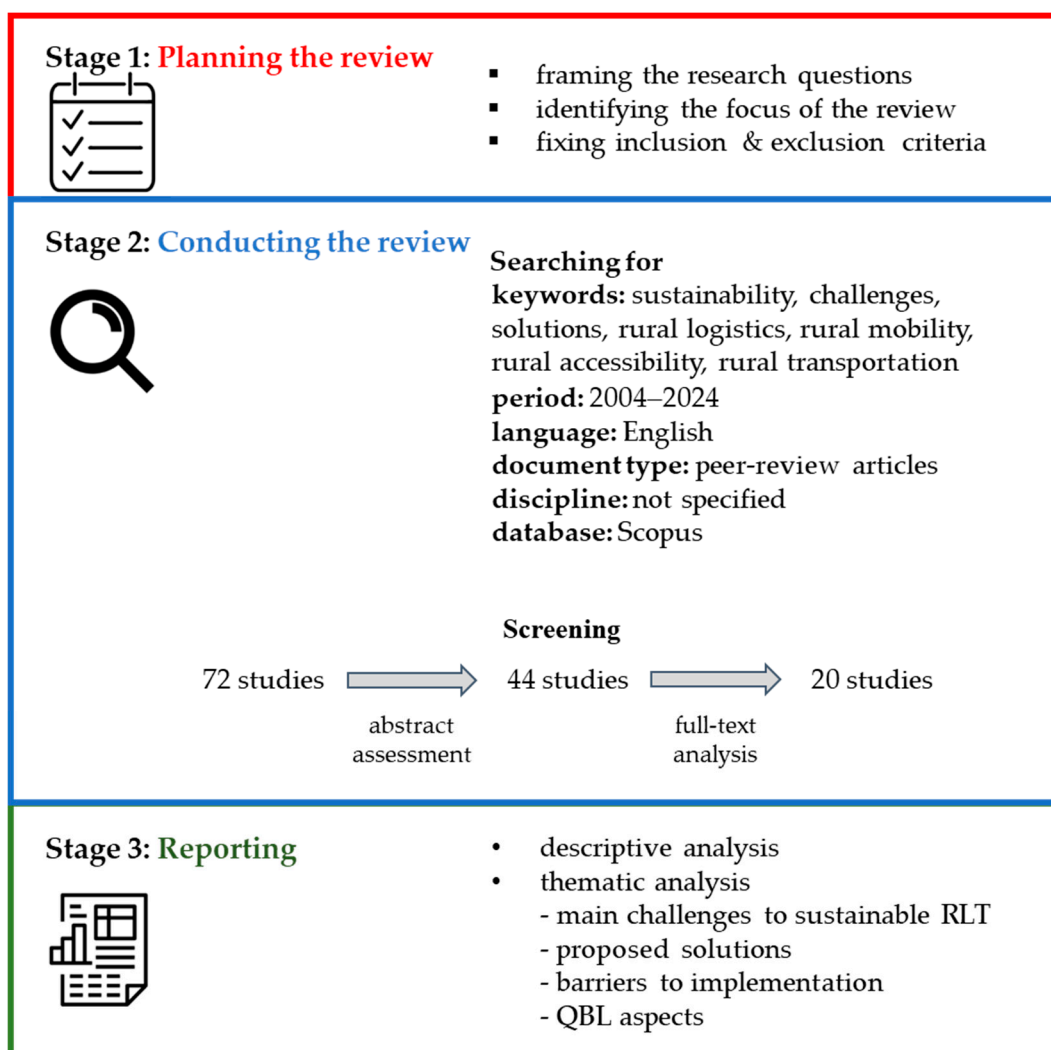 Stage 1: Planning the review
▪ framing the research questions
▪ identifying the focus of the review
▪ fixing inclusion & exclusion criteria
Stage 2: Conducting the review
Searching for
keywords: sustainability, challenges,
solutions, rural logistics, rural mobility,
rural accessibility, rural transportation
period: 2004–2024
language: English
document type: peer-review articles
discipline: not specified
database: Scopus
Screening
72 studies 44 studies 20 studies
abstract full-text
assessment analysis
Stage 3: Reporting
• descriptive analysis
• thematic analysis
- main challenges to sustainable RLT
- proposed solutions
- barriers to implementation
- QBL aspects